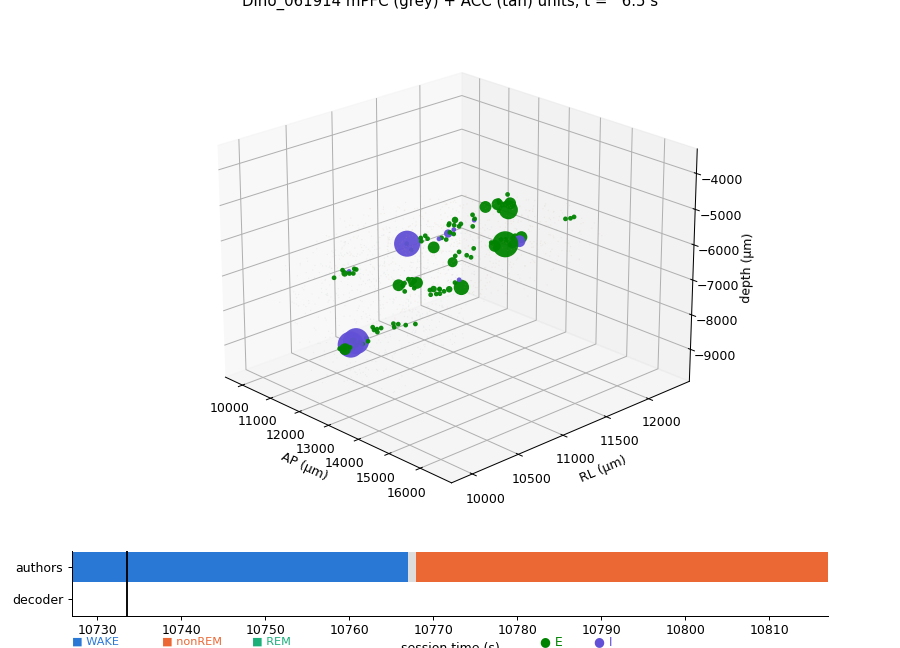 Dino_061914 mPFC (grey) + ACC (tan) units, t = 6.5 s
−4000
−5000
−6000
−7000
−8000
−9000
depth (μm)
10000
11000
12000
13000
14000
15000
16000
AP (μm)
10000
10500
11000
11500
12000
RL (μm)
authors
decoder
10730 10740 10750 10760 10770 10780 10790 10800 10810
session time (s)
WAKE nonREM REM E I